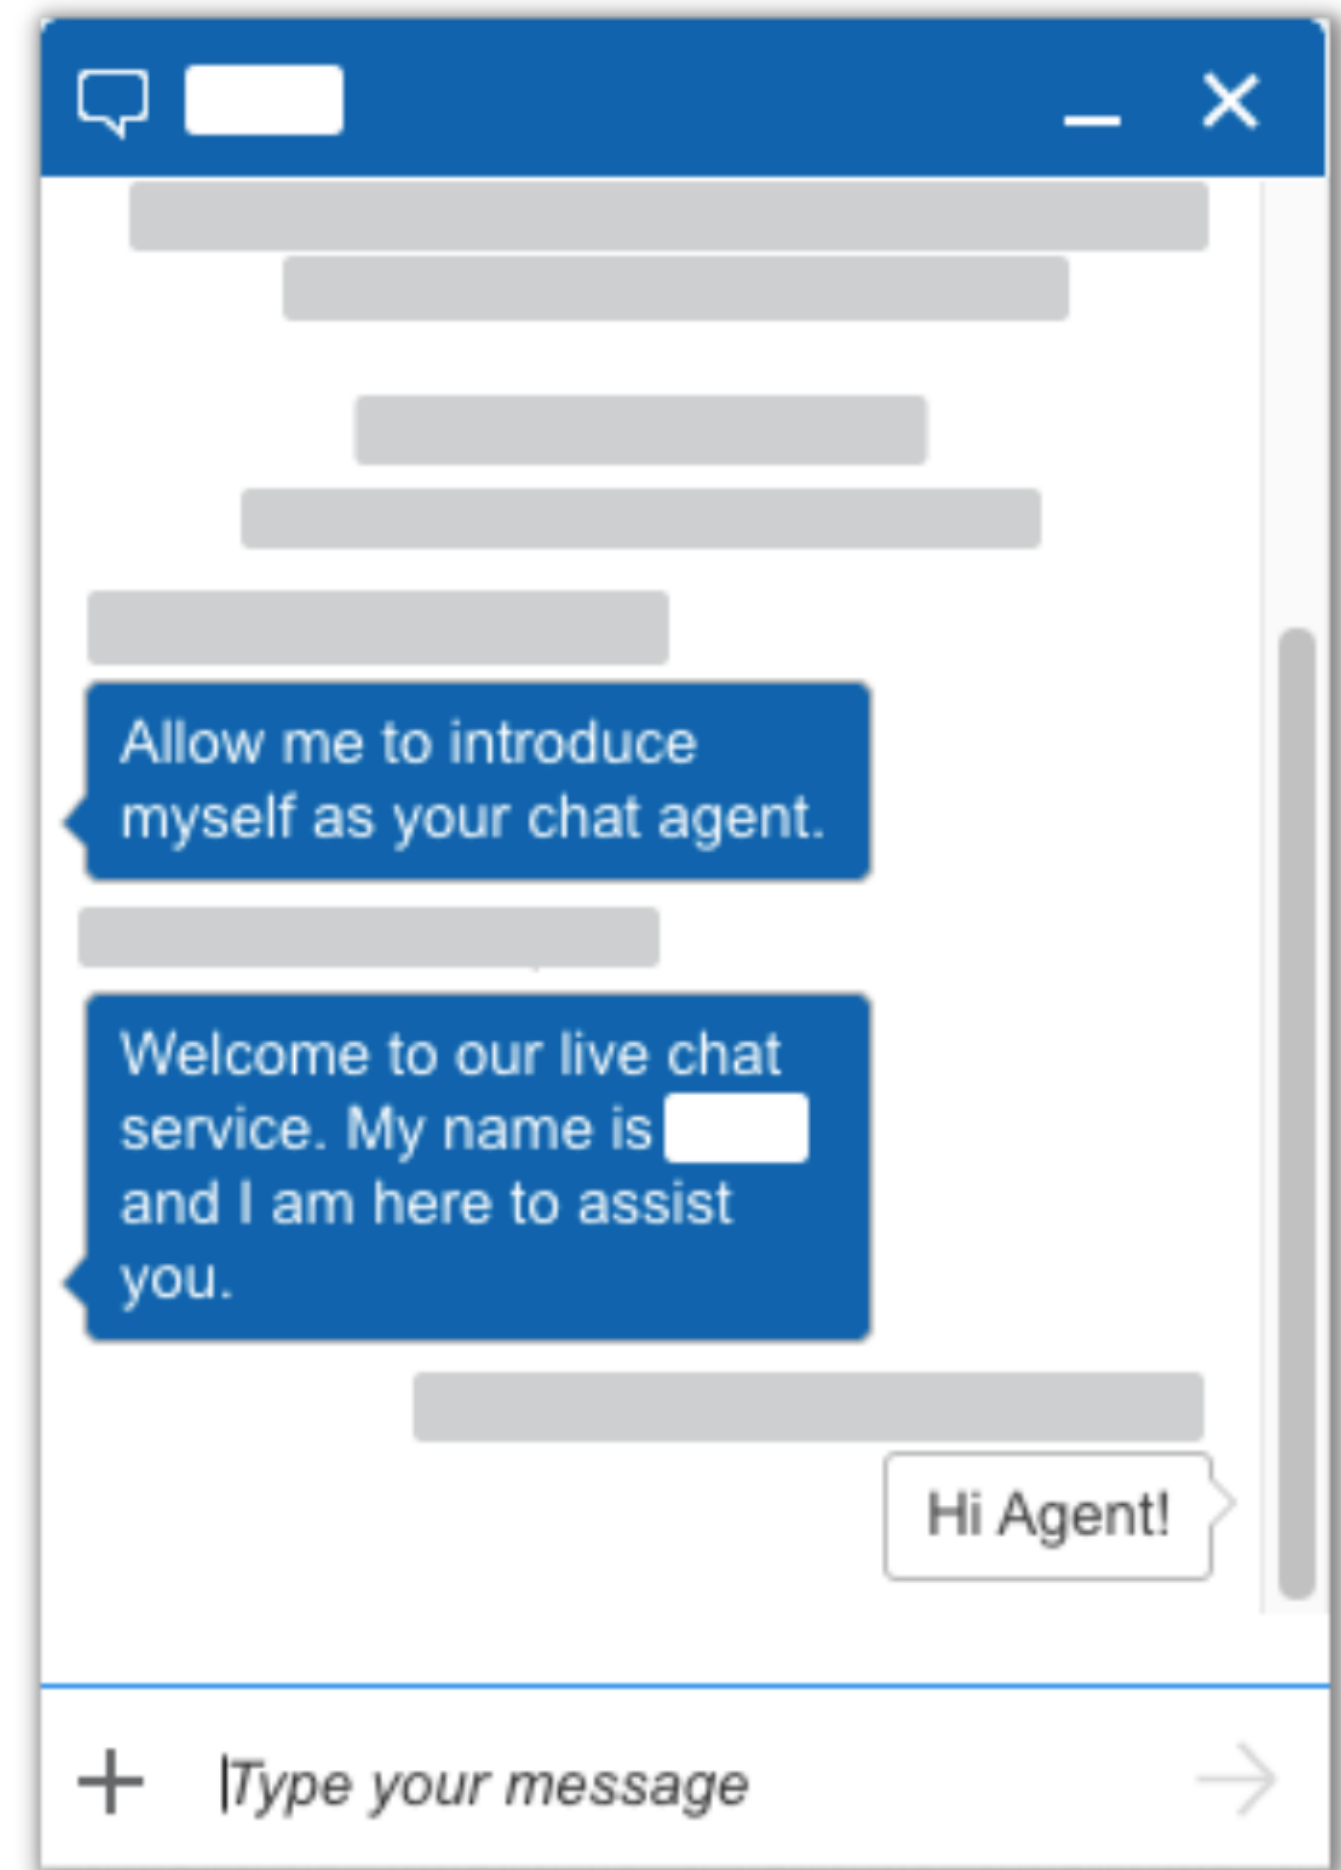 Allow me to introduce
myself as your chat agent.
Welcome to our live chat
service. My name is
and I am here to assist
you.
Hi Agent!
Type your message